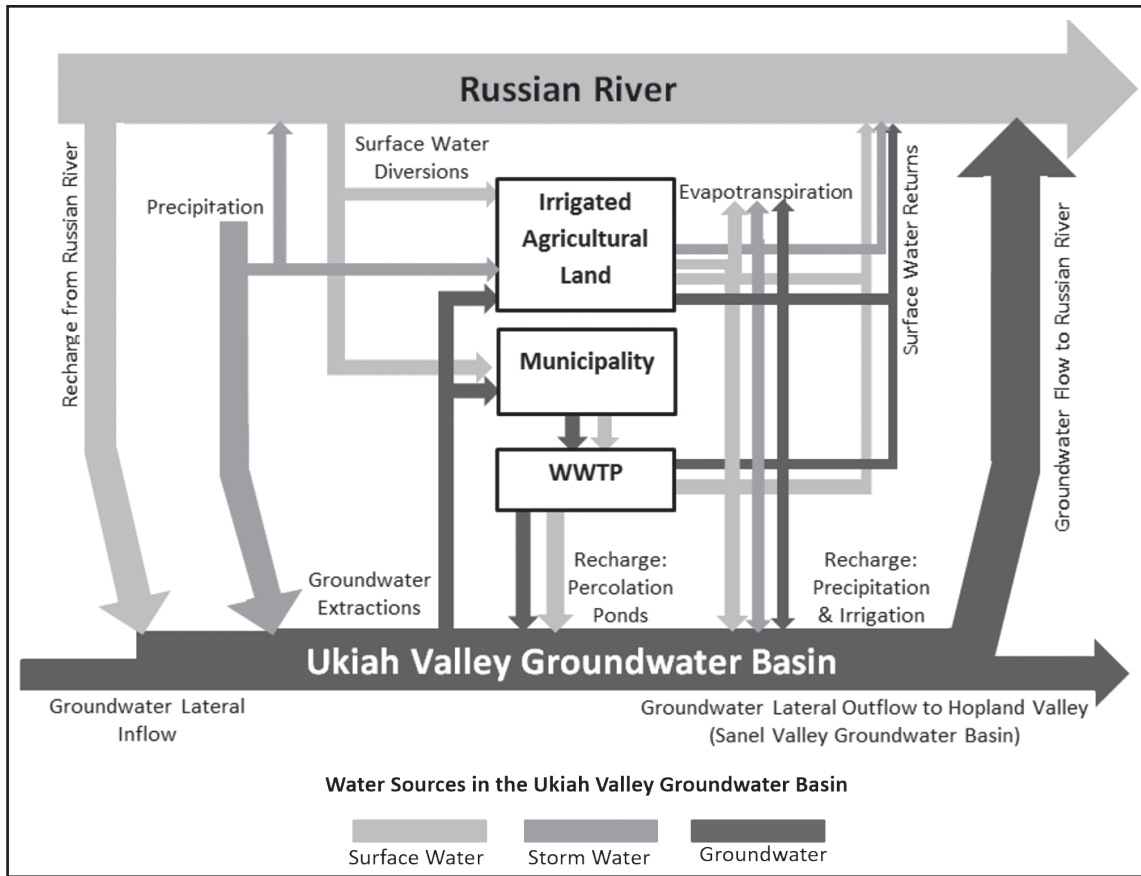 Russian River
Recharge from Russian River
Precipitation
Surface Water
Diversions
Irrigated
Agricultural
Land
Evapotranspiration
Surface Water Returns
Groundwater Flow to Russian River
Municipality
WWTP
Groundwater
Extractions
Recharge:
Percolation
Ponds
Recharge:
Precipitation
& Irrigation
Ukiah Valley Groundwater Basin
Groundwater Lateral
Inflow
Groundwater Lateral Outflow to Hopland Valley
(Sanel Valley Groundwater Basin)
Water Sources in the Ukiah Valley Groundwater Basin
Surface Water
Storm Water
Groundwater